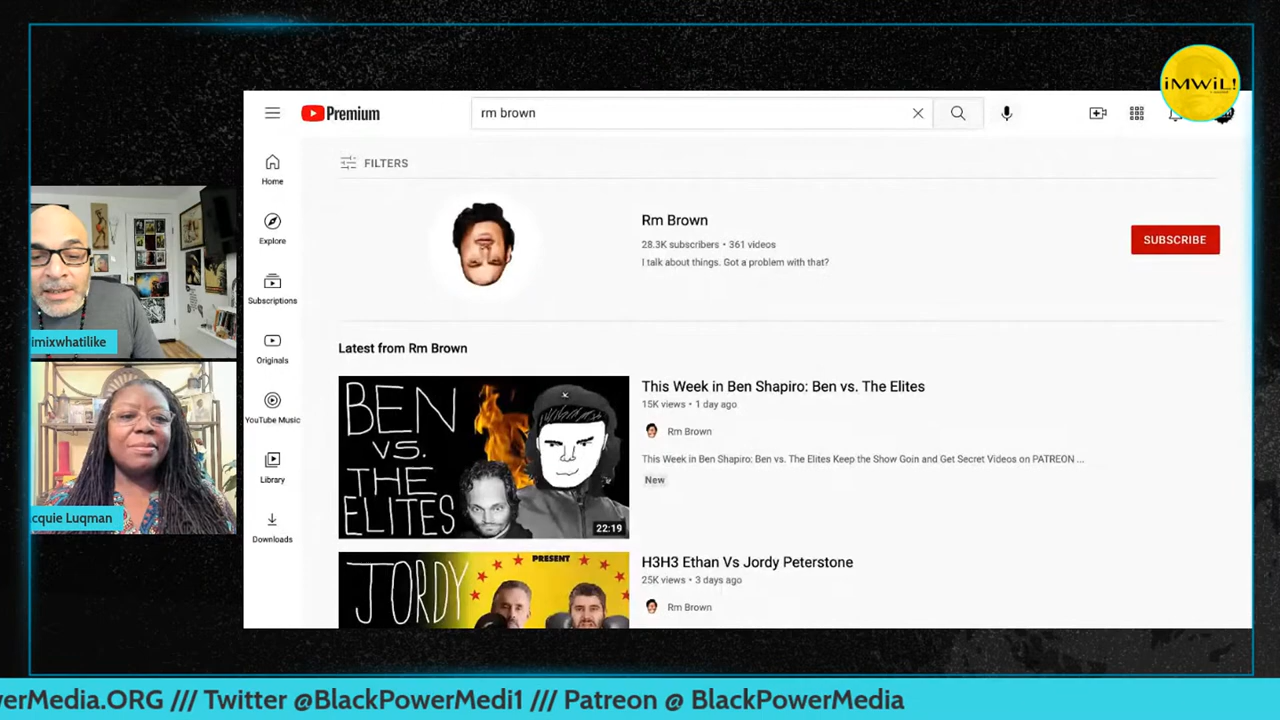 iMWiL!
Premium
rm brown
FILTERS
Home
Explore
Subscriptions
Originals
YouTube Music
Library
Downloads
Rm Brown
28.3K subscribers • 361 videos
I talk about things. Got a problem with that?
SUBSCRIBE
Latest from Rm Brown
BEN
VS.
THE
ELITES
22:19
This Week in Ben Shapiro: Ben vs. The Elites
15K views • 1 day ago
Rm Brown
This Week in Ben Shapiro: Ben vs. The Elites Keep the Show Goin and Get Secret Videos on PATREON ...
New
PRESENT
JORDY
H3H3 Ethan Vs Jordy Peterstone
25K views • 3 days ago
Rm Brown
imixwhatilike
cquie Luqman
werMedia.ORG /// Twitter @BlackPowerMedi1 /// Patreon @ BlackPowerMedia